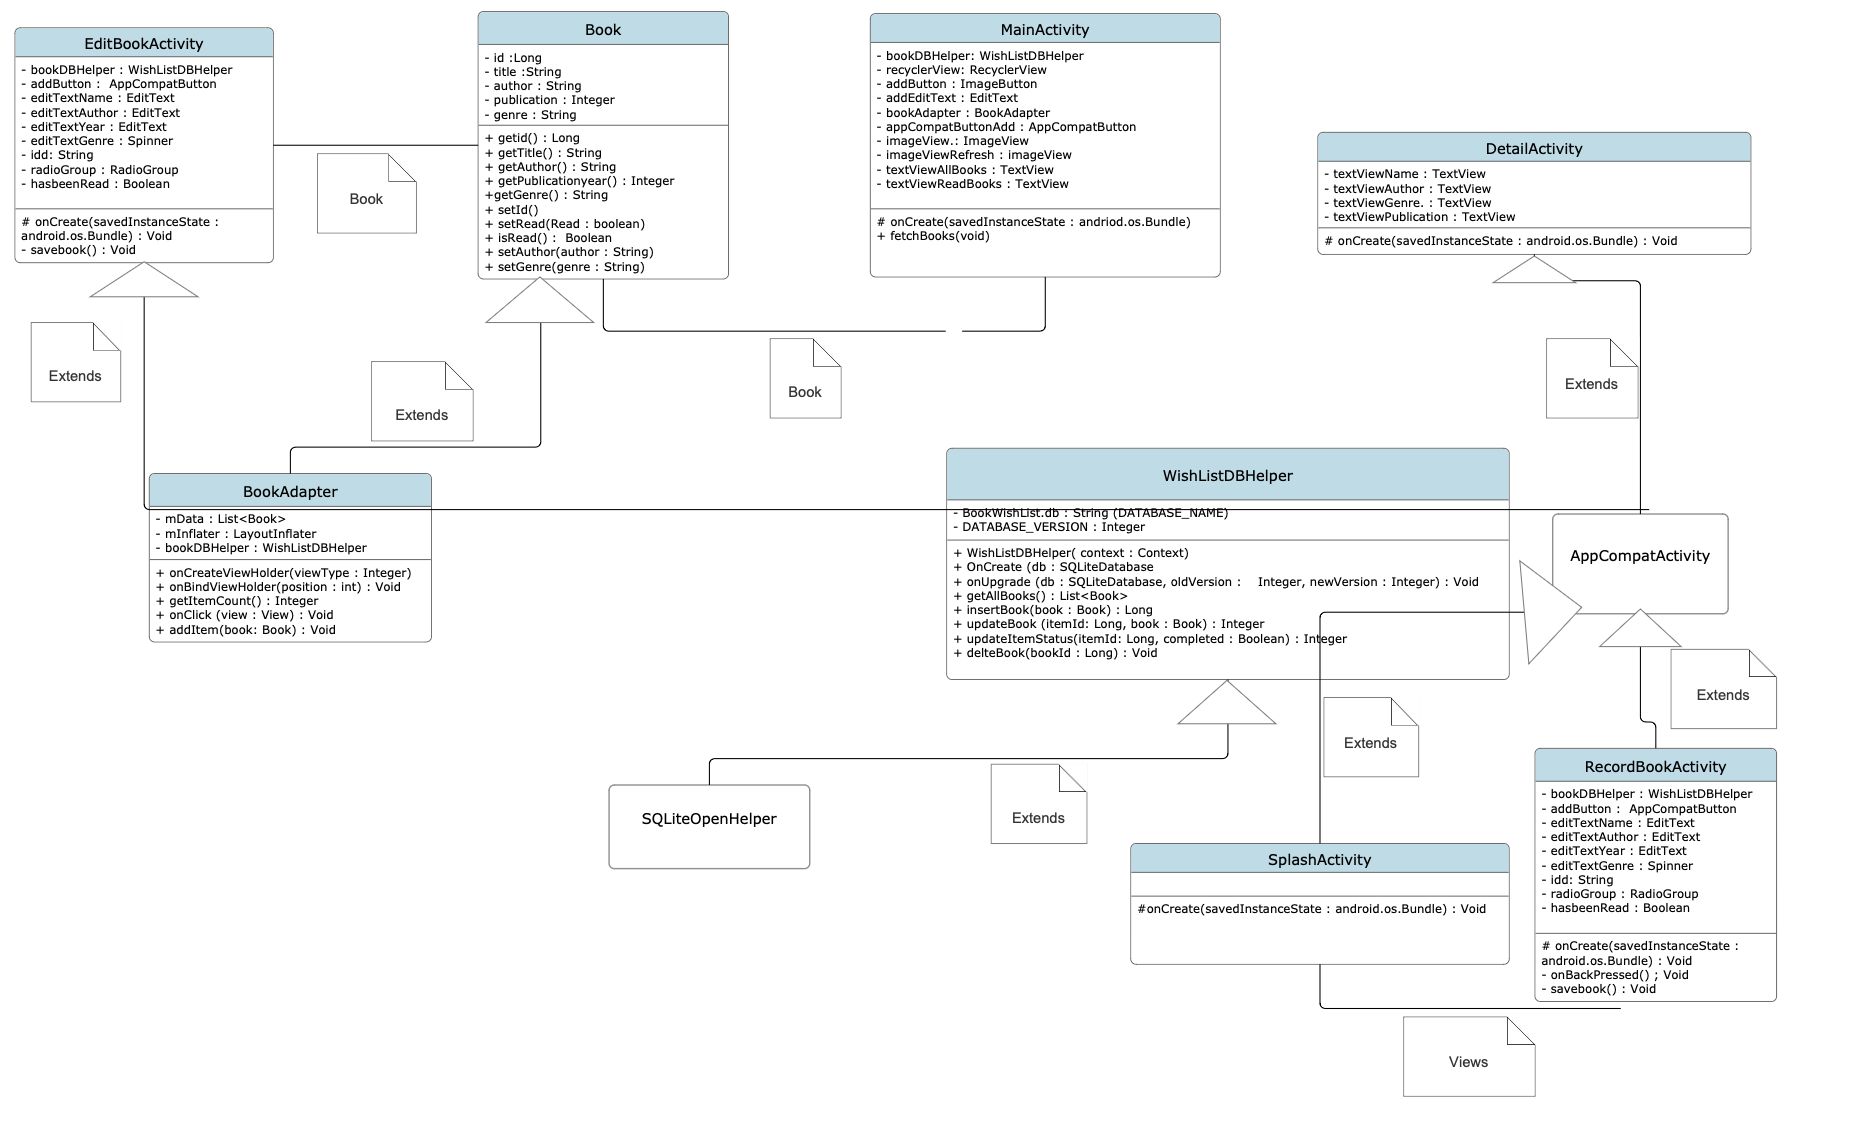 EditBookActivity
- bookDBHelper : WishListDBHelper
- addButton :  AppCompatButton
- editTextName : EditText
- editTextAuthor : EditText
- editTextYear : EditText
- editTextGenre : Spinner
- idd: String
- radioGroup : RadioGroup
- hasbeenRead : Boolean
# onCreate(savedInstanceState :
android.os.Bundle) : Void
- savebook() : Void
Book
- id :Long
- title :String
- author : String
- publication : Integer
- genre : String
+ getid() : Long
+ getTitle() : String
+ getAuthor() : String
+ getPublicationyear() : Integer
+getGenre() : String
+ setId()
+ setRead(Read : boolean)
+ isRead() :  Boolean
+ setAuthor(author : String)
+ setGenre(genre : String)
MainActivity
- bookDBHelper: WishListDBHelper
- recyclerView: RecyclerView
- addButton : ImageButton
- addEditText : EditText
- bookAdapter : BookAdapter
- appCompatButtonAdd : AppCompatButton
- imageView.: ImageView
- imageViewRefresh : imageView
- textViewAllBooks : TextView
- textViewReadBooks : TextView
# onCreate(savedInstanceState : andriod.os.Bundle)
+ fetchBooks(void)
DetailActivity
- textViewName : TextView
- textViewAuthor : TextView
- textViewGenre. : TextView
- textViewPublication : TextView
# onCreate(savedInstanceState : android.os.Bundle) : Void
Book
Extends
Extends
Book
Extends
BookAdapter
- mData : List<Book>
- mInflater : LayoutInflater
- bookDBHelper : WishListDBHelper
+ onCreateViewHolder(viewType : Integer)
+ onBindViewHolder(position : int) : Void
+ getItemCount() : Integer
+ onClick (view : View) : Void
+ addItem(book: Book) : Void
WishListDBHelper
- BookWishList.db : String (DATABASE_NAME)
- DATABASE_VERSION : Integer
+ WishListDBHelper( context : Context)
+ OnCreate (db : SQLiteDatabase
+ onUpgrade (db : SQLiteDatabase, oldVersion :    Integer, newVersion : Integer) : Void
+ getAllBooks() : List<Book>
+ insertBook(book : Book) : Long
+ updateBook (itemId: Long, book : Book) : Integer
+ updateItemStatus(itemId: Long, completed : Boolean) : Integer
+ delteBook(bookId : Long) : Void
AppCompatActivity
Extends
Extends
Extends
SQLiteOpenHelper
SplashActivity
#onCreate(savedInstanceState : android.os.Bundle) : Void
RecordBookActivity
- bookDBHelper : WishListDBHelper
- addButton :  AppCompatButton
- editTextName : EditText
- editTextAuthor : EditText
- editTextYear : EditText
- editTextGenre : Spinner
- idd: String
- radioGroup : RadioGroup
- hasbeenRead : Boolean
# onCreate(savedInstanceState :
android.os.Bundle) : Void
- onBackPressed() ; Void
- savebook() : Void
Views